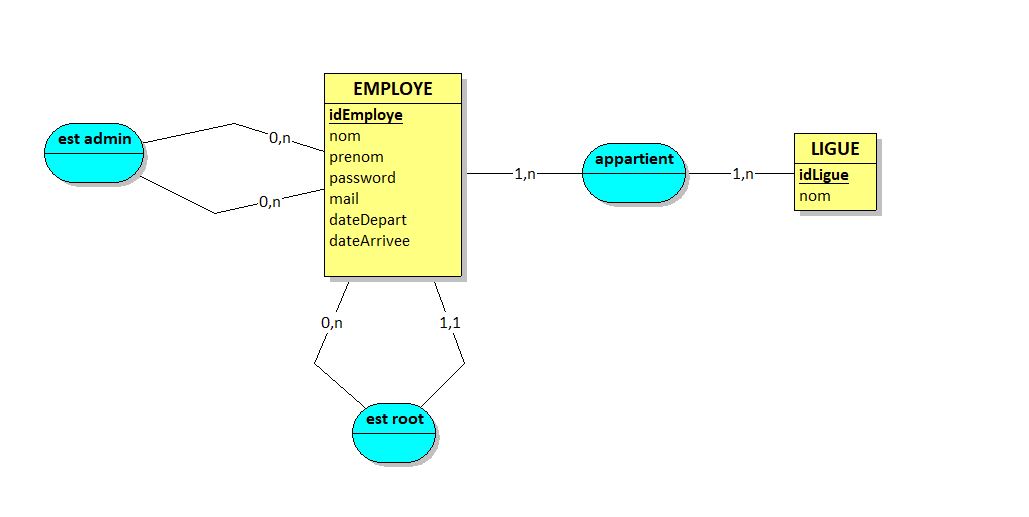 EMPLOYE
idEmploye
nom
prenom
password
mail
dateDepart
dateArrivee
est admin
0,n
0,n
1,n
appartient
1,n
LIGUE
idLigue
nom
0,n
1,1
est root